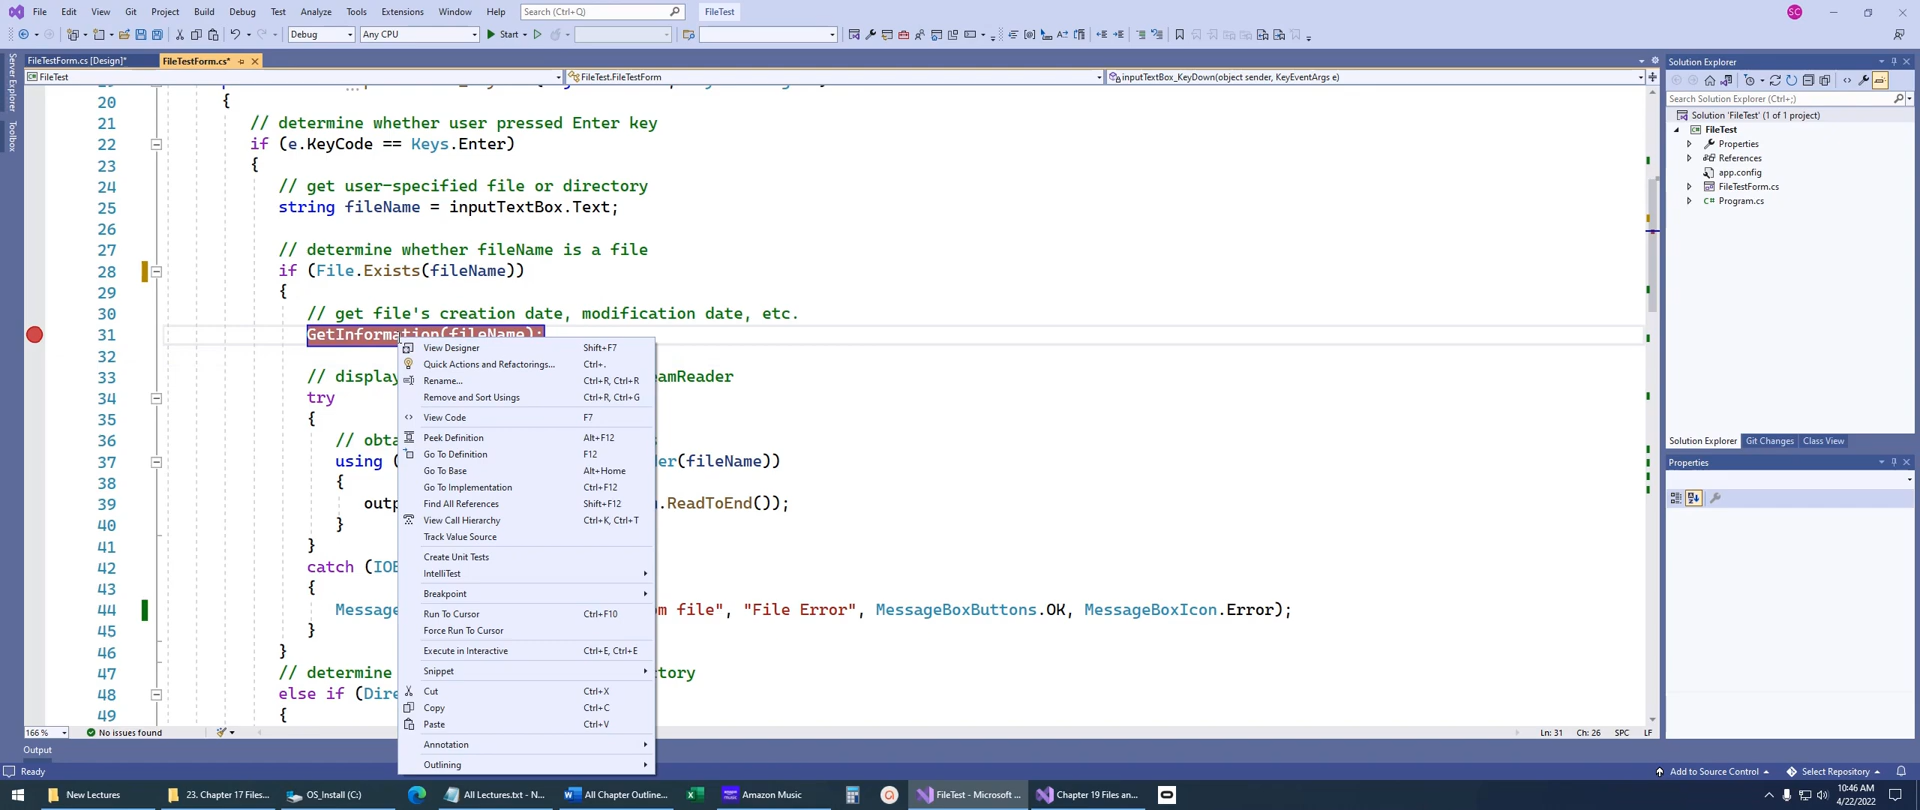 File Edit View Git Project Build Debug Test Analyze Tools Extensions Window Help Search (Ctrl+Q) FileTest SC
Debug Any CPU Start
FileTestForm.cs [Design]* FileTestForm.cs*
FileTest FileTest.FileTestForm inputTextBox_KeyDown(object sender, KeyEventArgs e)
Server Explorer
Toolbox
20 {
21 // determine whether user pressed Enter key
22 if (e.KeyCode == Keys.Enter)
23 {
24 // get user-specified file or directory
25 string fileName = inputTextBox.Text;
26
27 // determine whether fileName is a file
28 if (File.Exists(fileName))
29 {
30 // get file's creation date, modification date, etc.
31 GetInformation(fileName);
32
33 // display eamReader
34 try
35 {
36 // obta
37 using ( der(fileName))
38 {
39 outp .ReadToEnd());
40 }
41 }
42 catch (IOE
43 {
44 Message om file", "File Error", MessageBoxButtons.OK, MessageBoxIcon.Error);
45 }
46 }
47 // determine ctory
48 else if (Dire
49 {
View Designer Shift+F7
Quick Actions and Refactorings... Ctrl+.
Rename... Ctrl+R, Ctrl+R
Remove and Sort Usings Ctrl+R, Ctrl+G
View Code F7
Peek Definition Alt+F12
Go To Definition F12
Go To Base Alt+Home
Go To Implementation Ctrl+F12
Find All References Shift+F12
View Call Hierarchy Ctrl+K, Ctrl+T
Track Value Source
Create Unit Tests
IntelliTest
Breakpoint
Run To Cursor Ctrl+F10
Force Run To Cursor
Execute in Interactive Ctrl+E, Ctrl+E
Snippet
Cut Ctrl+X
Copy Ctrl+C
Paste Ctrl+V
Annotation
Outlining
Solution Explorer
Search Solution Explorer (Ctrl+;)
Solution 'FileTest' (1 of 1 project)
FileTest
Properties
References
app.config
FileTestForm.cs
C# Program.cs
Solution Explorer Git Changes Class View
Properties
166 % No issues found Ln: 31 Ch: 26 SPC LF
Output
Ready Add to Source Control Select Repository
New Lectures 23. Chapter 17 Files... OS_Install (C:) All Lectures.txt - N... All Chapter Outline... Amazon Music FileTest - Microsoft ... Chapter 19 Files an... 10:46 AM
4/22/2022